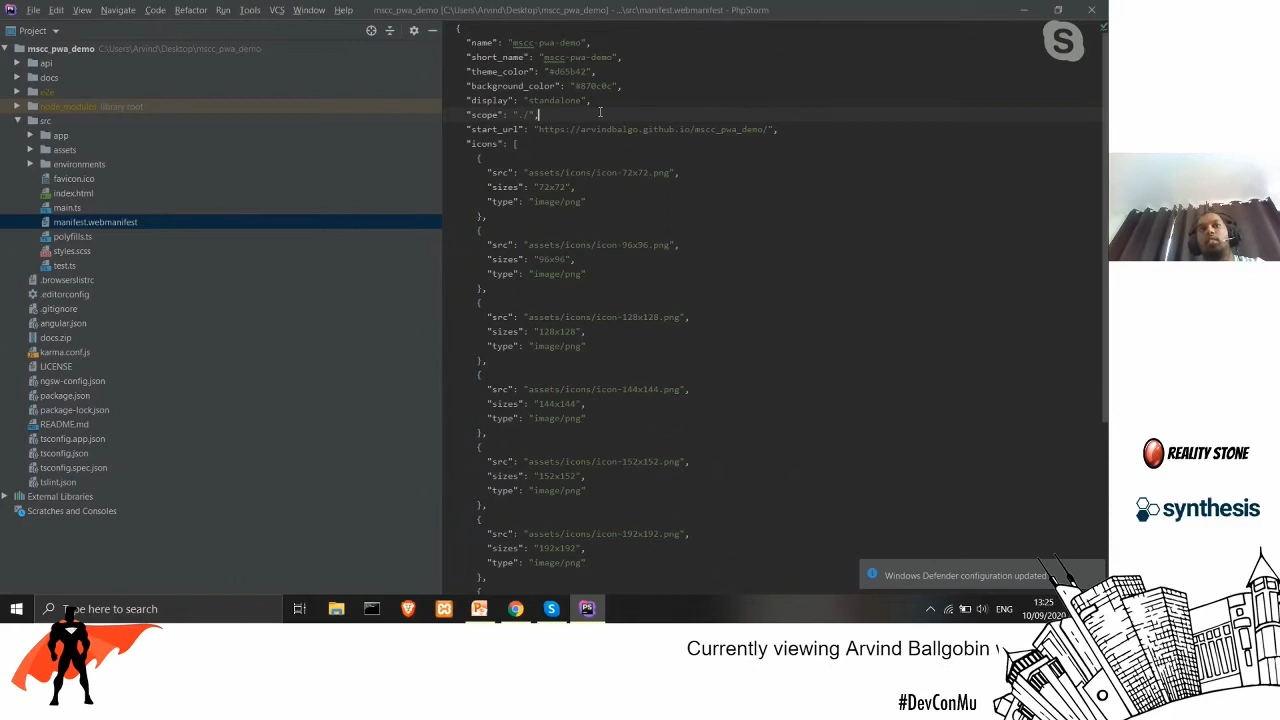 File Edit View Navigate Code Refactor Run Tools VCS Window Help
mscc_pwa_demo [C:\Users\Arvind\Desktop\mscc_pwa_demo] - ...\src\manifest.webmanifest - PhpStorm
Project
mscc_pwa_demo C:\Users\Arvind\Desktop\mscc_pwa_demo
api
docs
e2e
node_modules library root
src
app
assets
environments
favicon.ico
index.html
main.ts
manifest.webmanifest
polyfills.ts
styles.scss
test.ts
.browserslistrc
.editorconfig
.gitignore
angular.json
docs.zip
karma.conf.js
LICENSE
ngsw-config.json
package.json
package-lock.json
README.md
tsconfig.app.json
tsconfig.json
tsconfig.spec.json
tslint.json
External Libraries
Scratches and Consoles
{
"name": "mscc-pwa-demo",
"short_name": "mscc-pwa-demo",
"theme_color": "#d65b42",
"background_color": "#870c0c",
"display": "standalone",
"scope": "./",
"start_url": "https://arvindbalgo.github.io/mscc_pwa_demo/",
"icons": [
{
"src": "assets/icons/icon-72x72.png",
"sizes": "72x72",
"type": "image/png"
},
{
"src": "assets/icons/icon-96x96.png",
"sizes": "96x96",
"type": "image/png"
},
{
"src": "assets/icons/icon-128x128.png",
"sizes": "128x128",
"type": "image/png"
},
{
"src": "assets/icons/icon-144x144.png",
"sizes": "144x144",
"type": "image/png"
},
{
"src": "assets/icons/icon-152x152.png",
"sizes": "152x152",
"type": "image/png"
},
{
"src": "assets/icons/icon-192x192.png",
"sizes": "192x192",
"type": "image/png"
},
{
Windows Defender configuration updated
S
REALITY STONE
synthesis
Type here to search
PS
ENG
13:25
10/09/2020
Currently viewing Arvind Ballgobin
#DevConMu